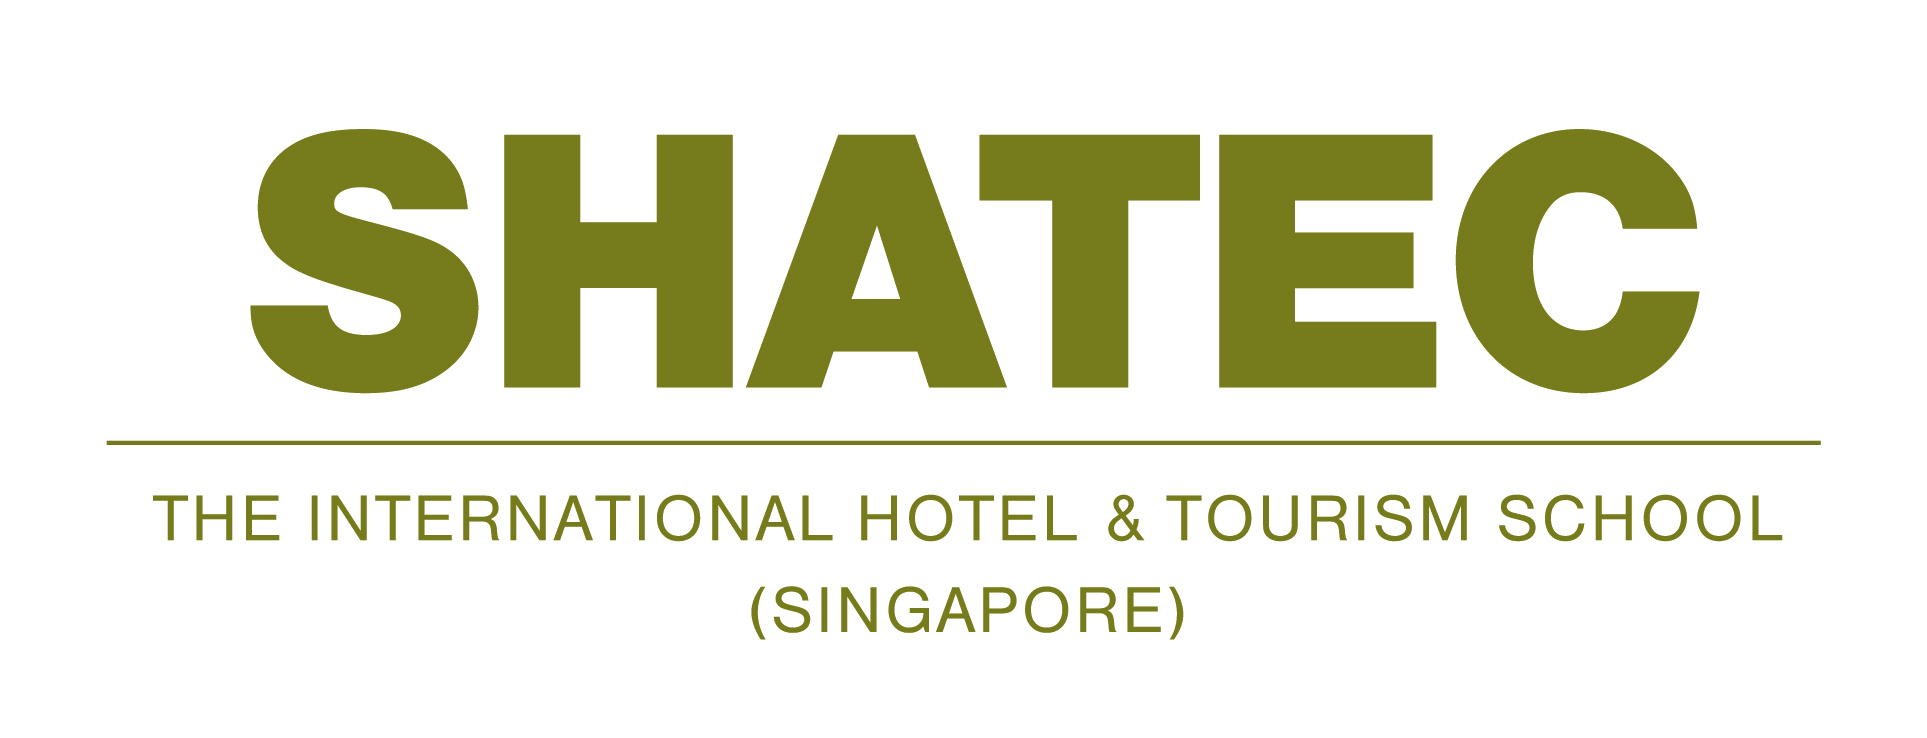 SHATEC
THE INTERNATIONAL HOTEL & TOURISM SCHOOL
(SINGAPORE)